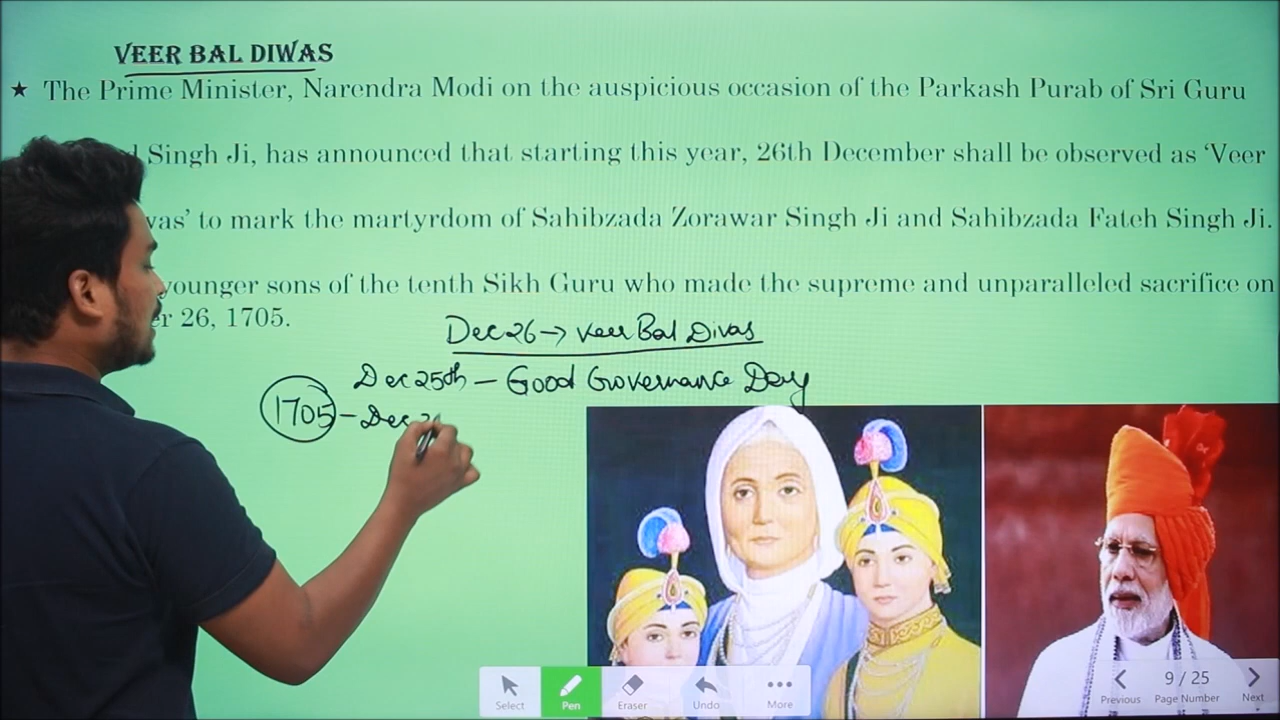 VEER BAL DIWAS
★ The Prime Minister, Narendra Modi on the auspicious occasion of the Parkash Purab of Sri Guru
Singh Ji, has announced that starting this year, 26th December shall be observed as ‘Veer
was’ to mark the martyrdom of Sahibzada Zorawar Singh Ji and Sahibzada Fateh Singh Ji.
younger sons of the tenth Sikh Guru who made the supreme and unparalleled sacrifice on
er 26, 1705.
Dec 26 → Veer Bal Divas
Dec 25th – Good Governance Day
1705 – Dec
Select
Pen
Eraser
Undo
More
Previous
9 / 25
Page Number
Next